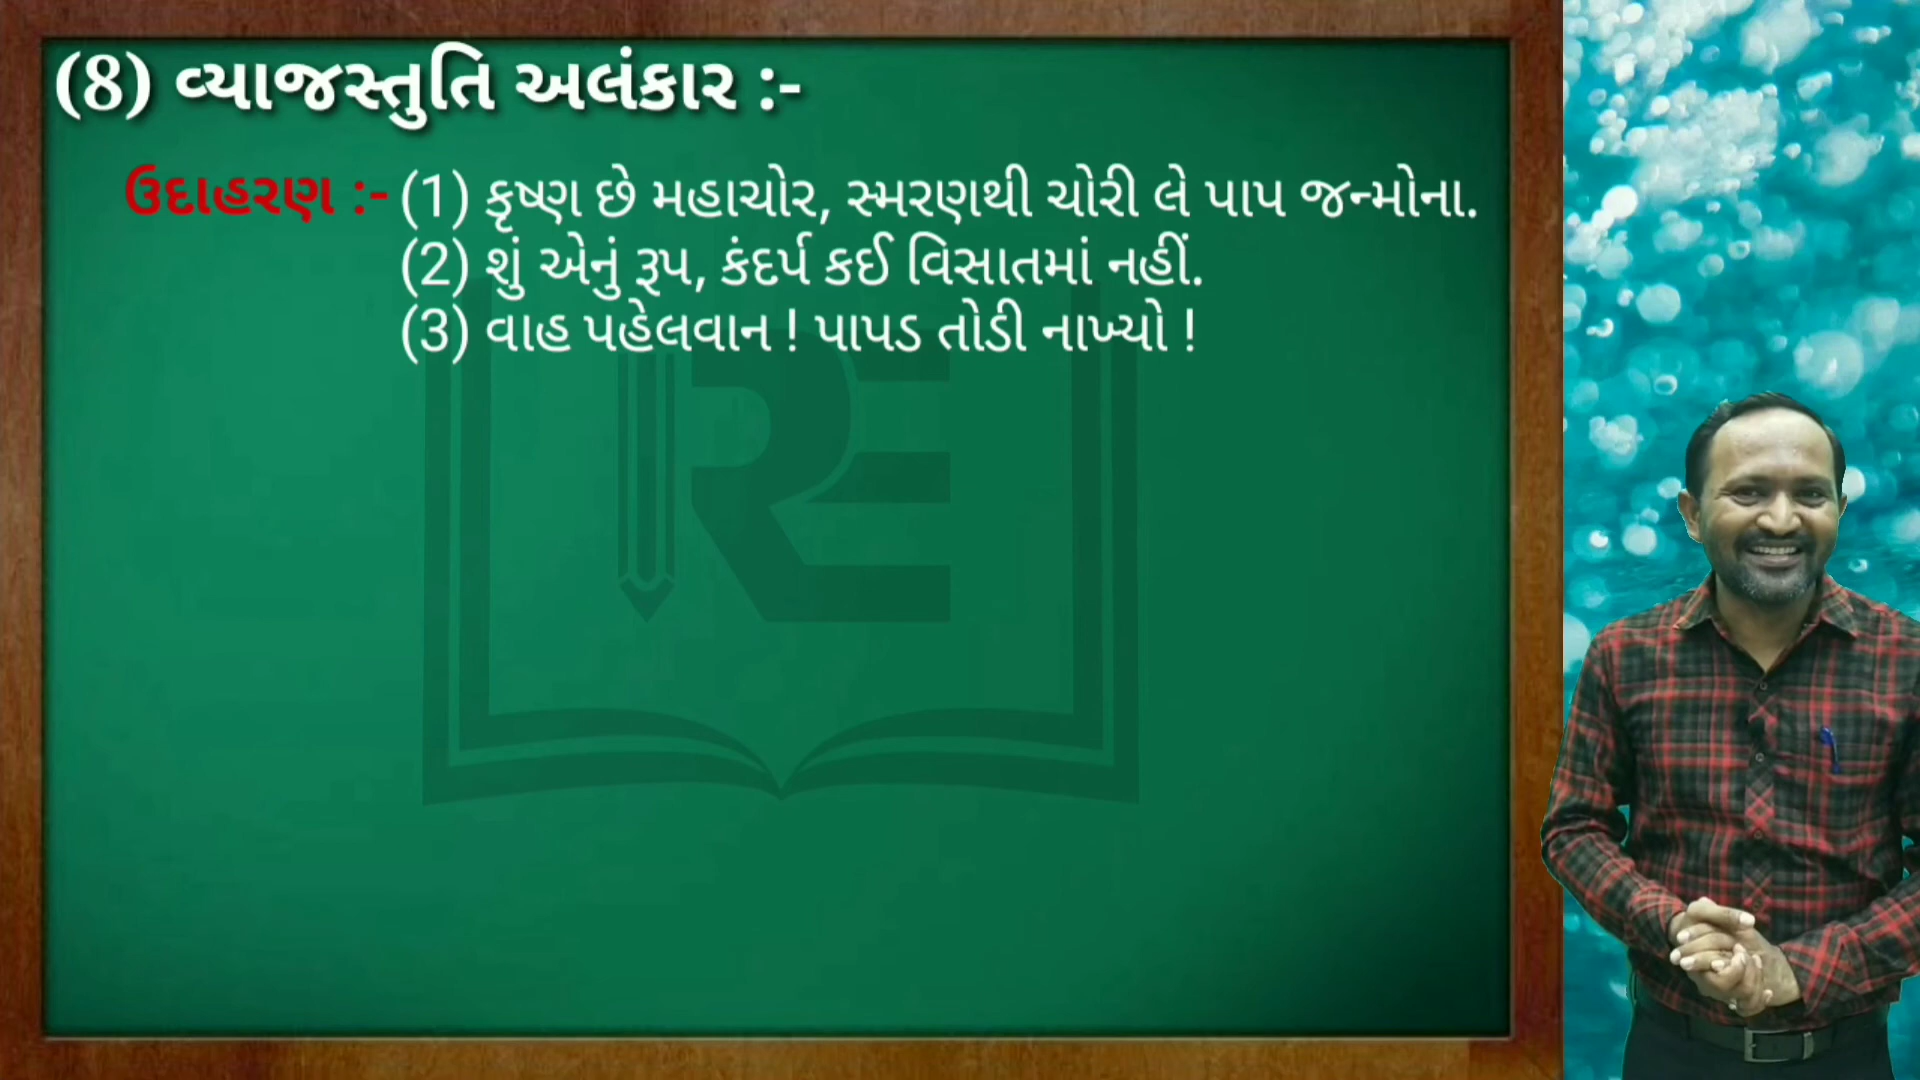 (8) વ્યાજસ્તુતિ અલંકાર :-
ઉદાહરણ :- (1) કૃષ્ણ છે મહાચોર, સ્મરણથી ચોરી લે પાપ જન્મોના.
(2) શું એનું રૂપ, કંદર્પ કઈ વિસાતમાં નહીં.
(3) વાહ પહેલવાન ! પાપડ તોડી નાખ્યો !
RE